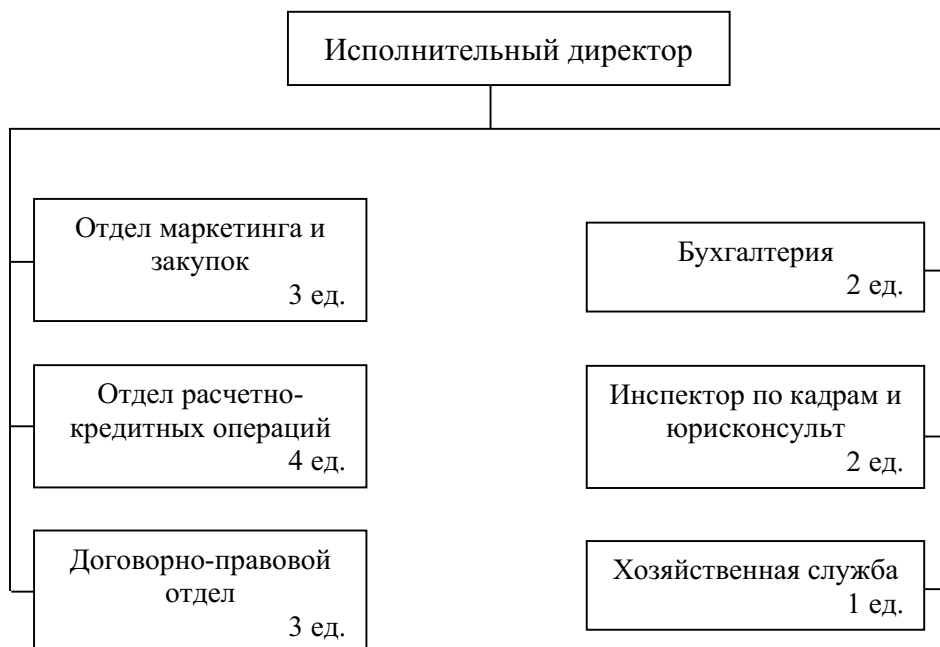 Исполнительный директор
Отдел маркетинга и
закупок
3 ед.
Отдел расчетно-
кредитных операций
4 ед.
Договорно-правовой
отдел
3 ед.
Бухгалтерия
2 ед.
Инспектор по кадрам и
юрисконсульт
2 ед.
Хозяйственная служба
1 ед.